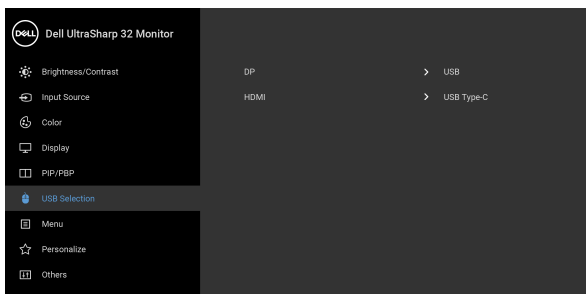 DELL Dell UltraSharp 32 Monitor
Brightness/Contrast DP USB
Input Source HDMI USB Type-C
Color
Display
PIP/PBP
USB Selection
Menu
Personalize
Others